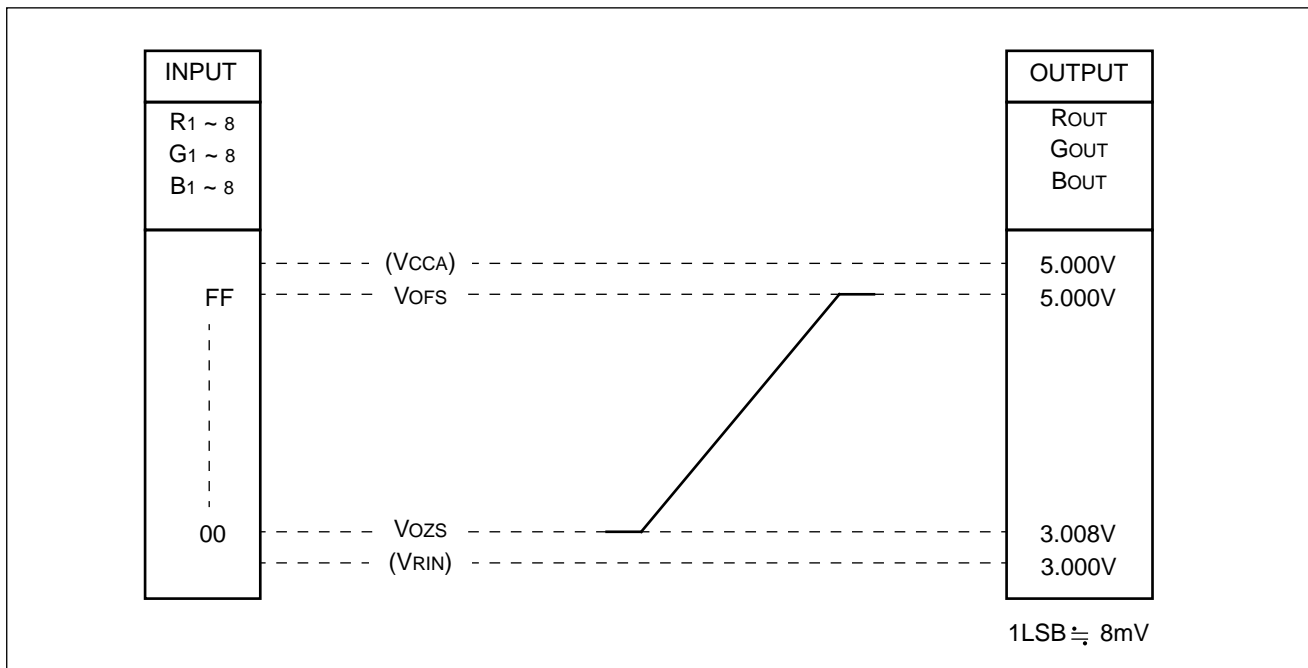 INPUT
R1 ~ 8
G1 ~ 8
B1 ~ 8
OUTPUT
ROUT
GOUT
BOUT
(VCCA) 5.000V
FF VOFS 5.000V
00 VOZS 3.008V
(VRIN) 3.000V
1LSB ≒ 8mV